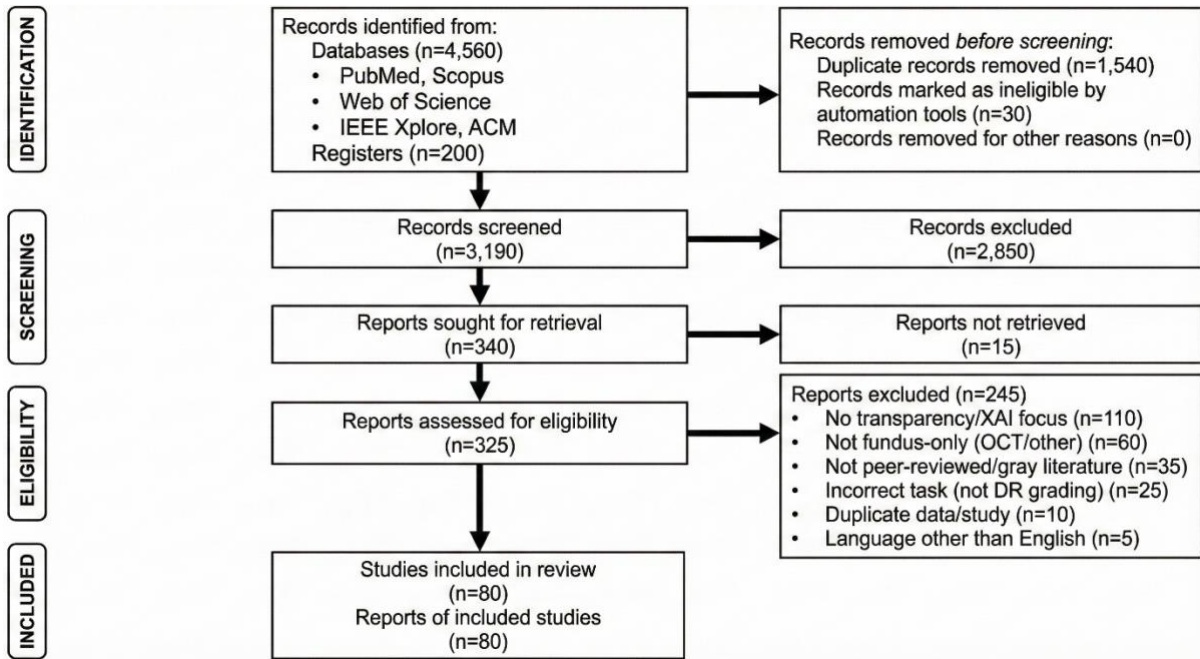 IDENTIFICATION
Records identified from:
Databases (n=4,560)
• PubMed, Scopus
• Web of Science
• IEEE Xplore, ACM
Registers (n=200)
Records removed before screening:
Duplicate records removed (n=1,540)
Records marked as ineligible by
automation tools (n=30)
Records removed for other reasons (n=0)
SCREENING
Records screened
(n=3,190)
Records excluded
(n=2,850)
Reports sought for retrieval
(n=340)
Reports not retrieved
(n=15)
ELIGIBILITY
Reports assessed for eligibility
(n=325)
Reports excluded (n=245)
• No transparency/XAI focus (n=110)
• Not fundus-only (OCT/other) (n=60)
• Not peer-reviewed/gray literature (n=35)
• Incorrect task (not DR grading) (n=25)
• Duplicate data/study (n=10)
• Language other than English (n=5)
INCLUDED
Studies included in review
(n=80)
Reports of included studies
(n=80)